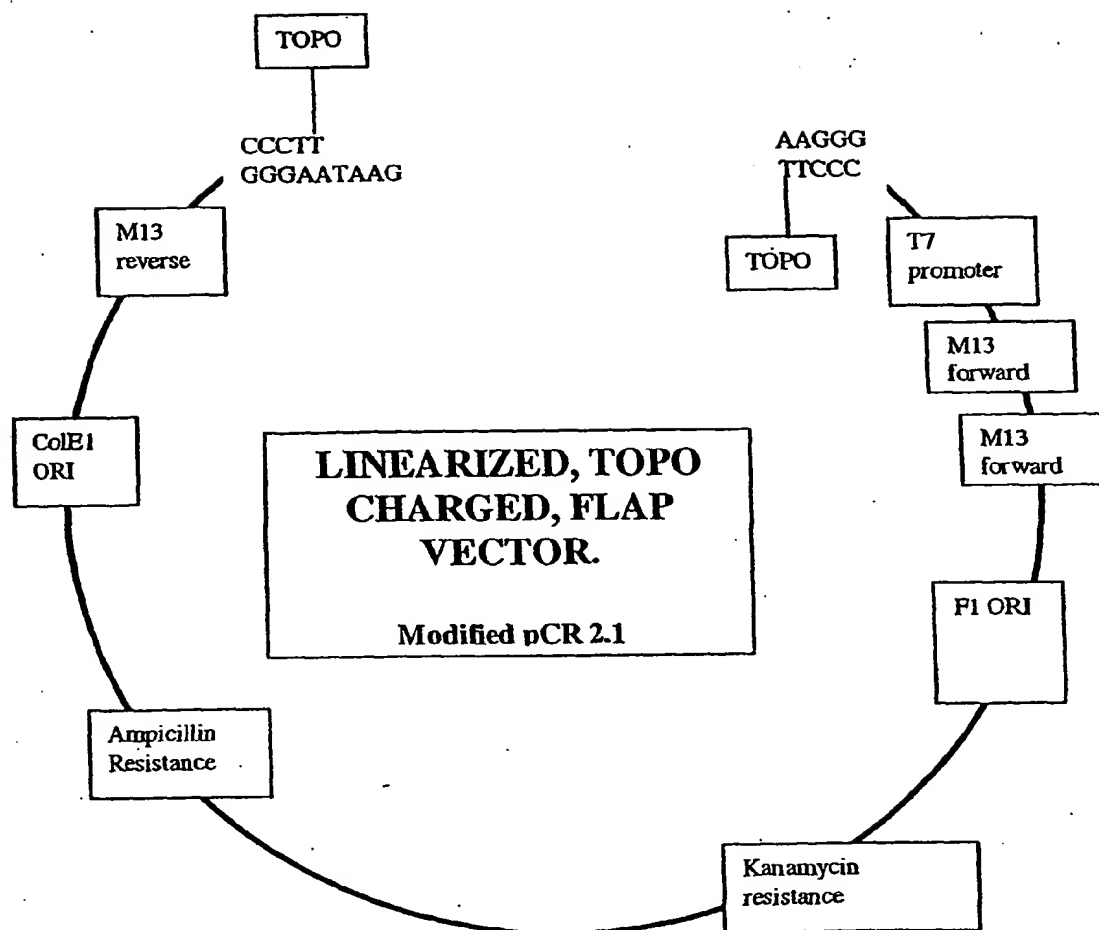 TOPO
CCCTT
GGGAATAAG
AAGGG
TTCCC
M13
reverse
TOPO
T7
promoter
M13
forward
ColE1
ORI
M13
forward
LINEARIZED, TOPO
CHARGED, FLAP
VECTOR.
Modified pCR 2.1
F1 ORI
Ampicillin
Resistance
Kanamycin
resistance